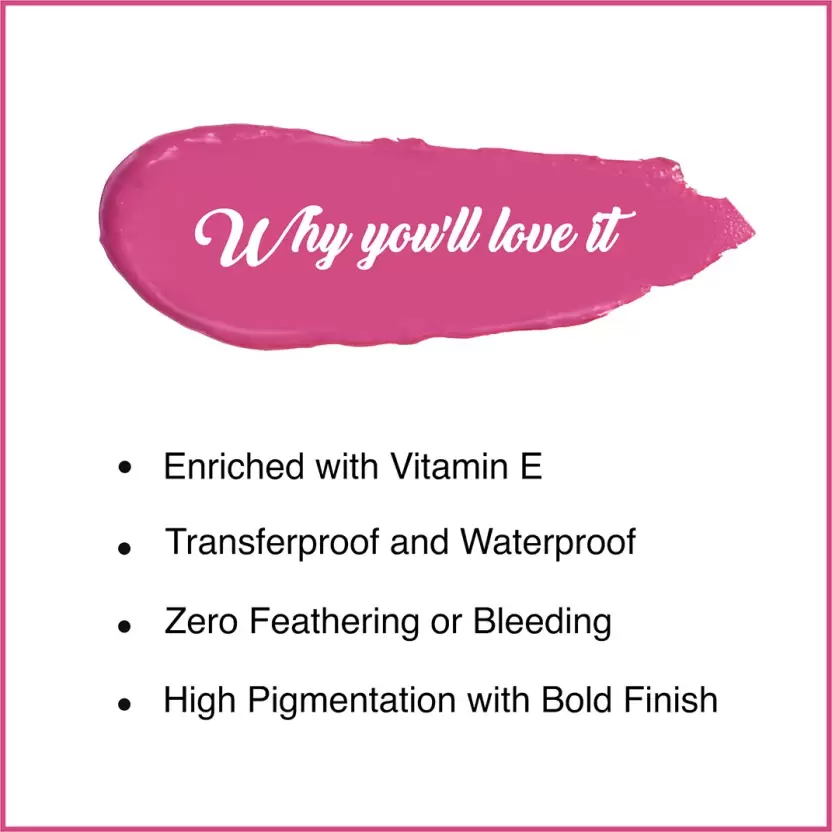 Why you'll love it
• Enriched with Vitamin E
• Transferproof and Waterproof
• Zero Feathering or Bleeding
• High Pigmentation with Bold Finish